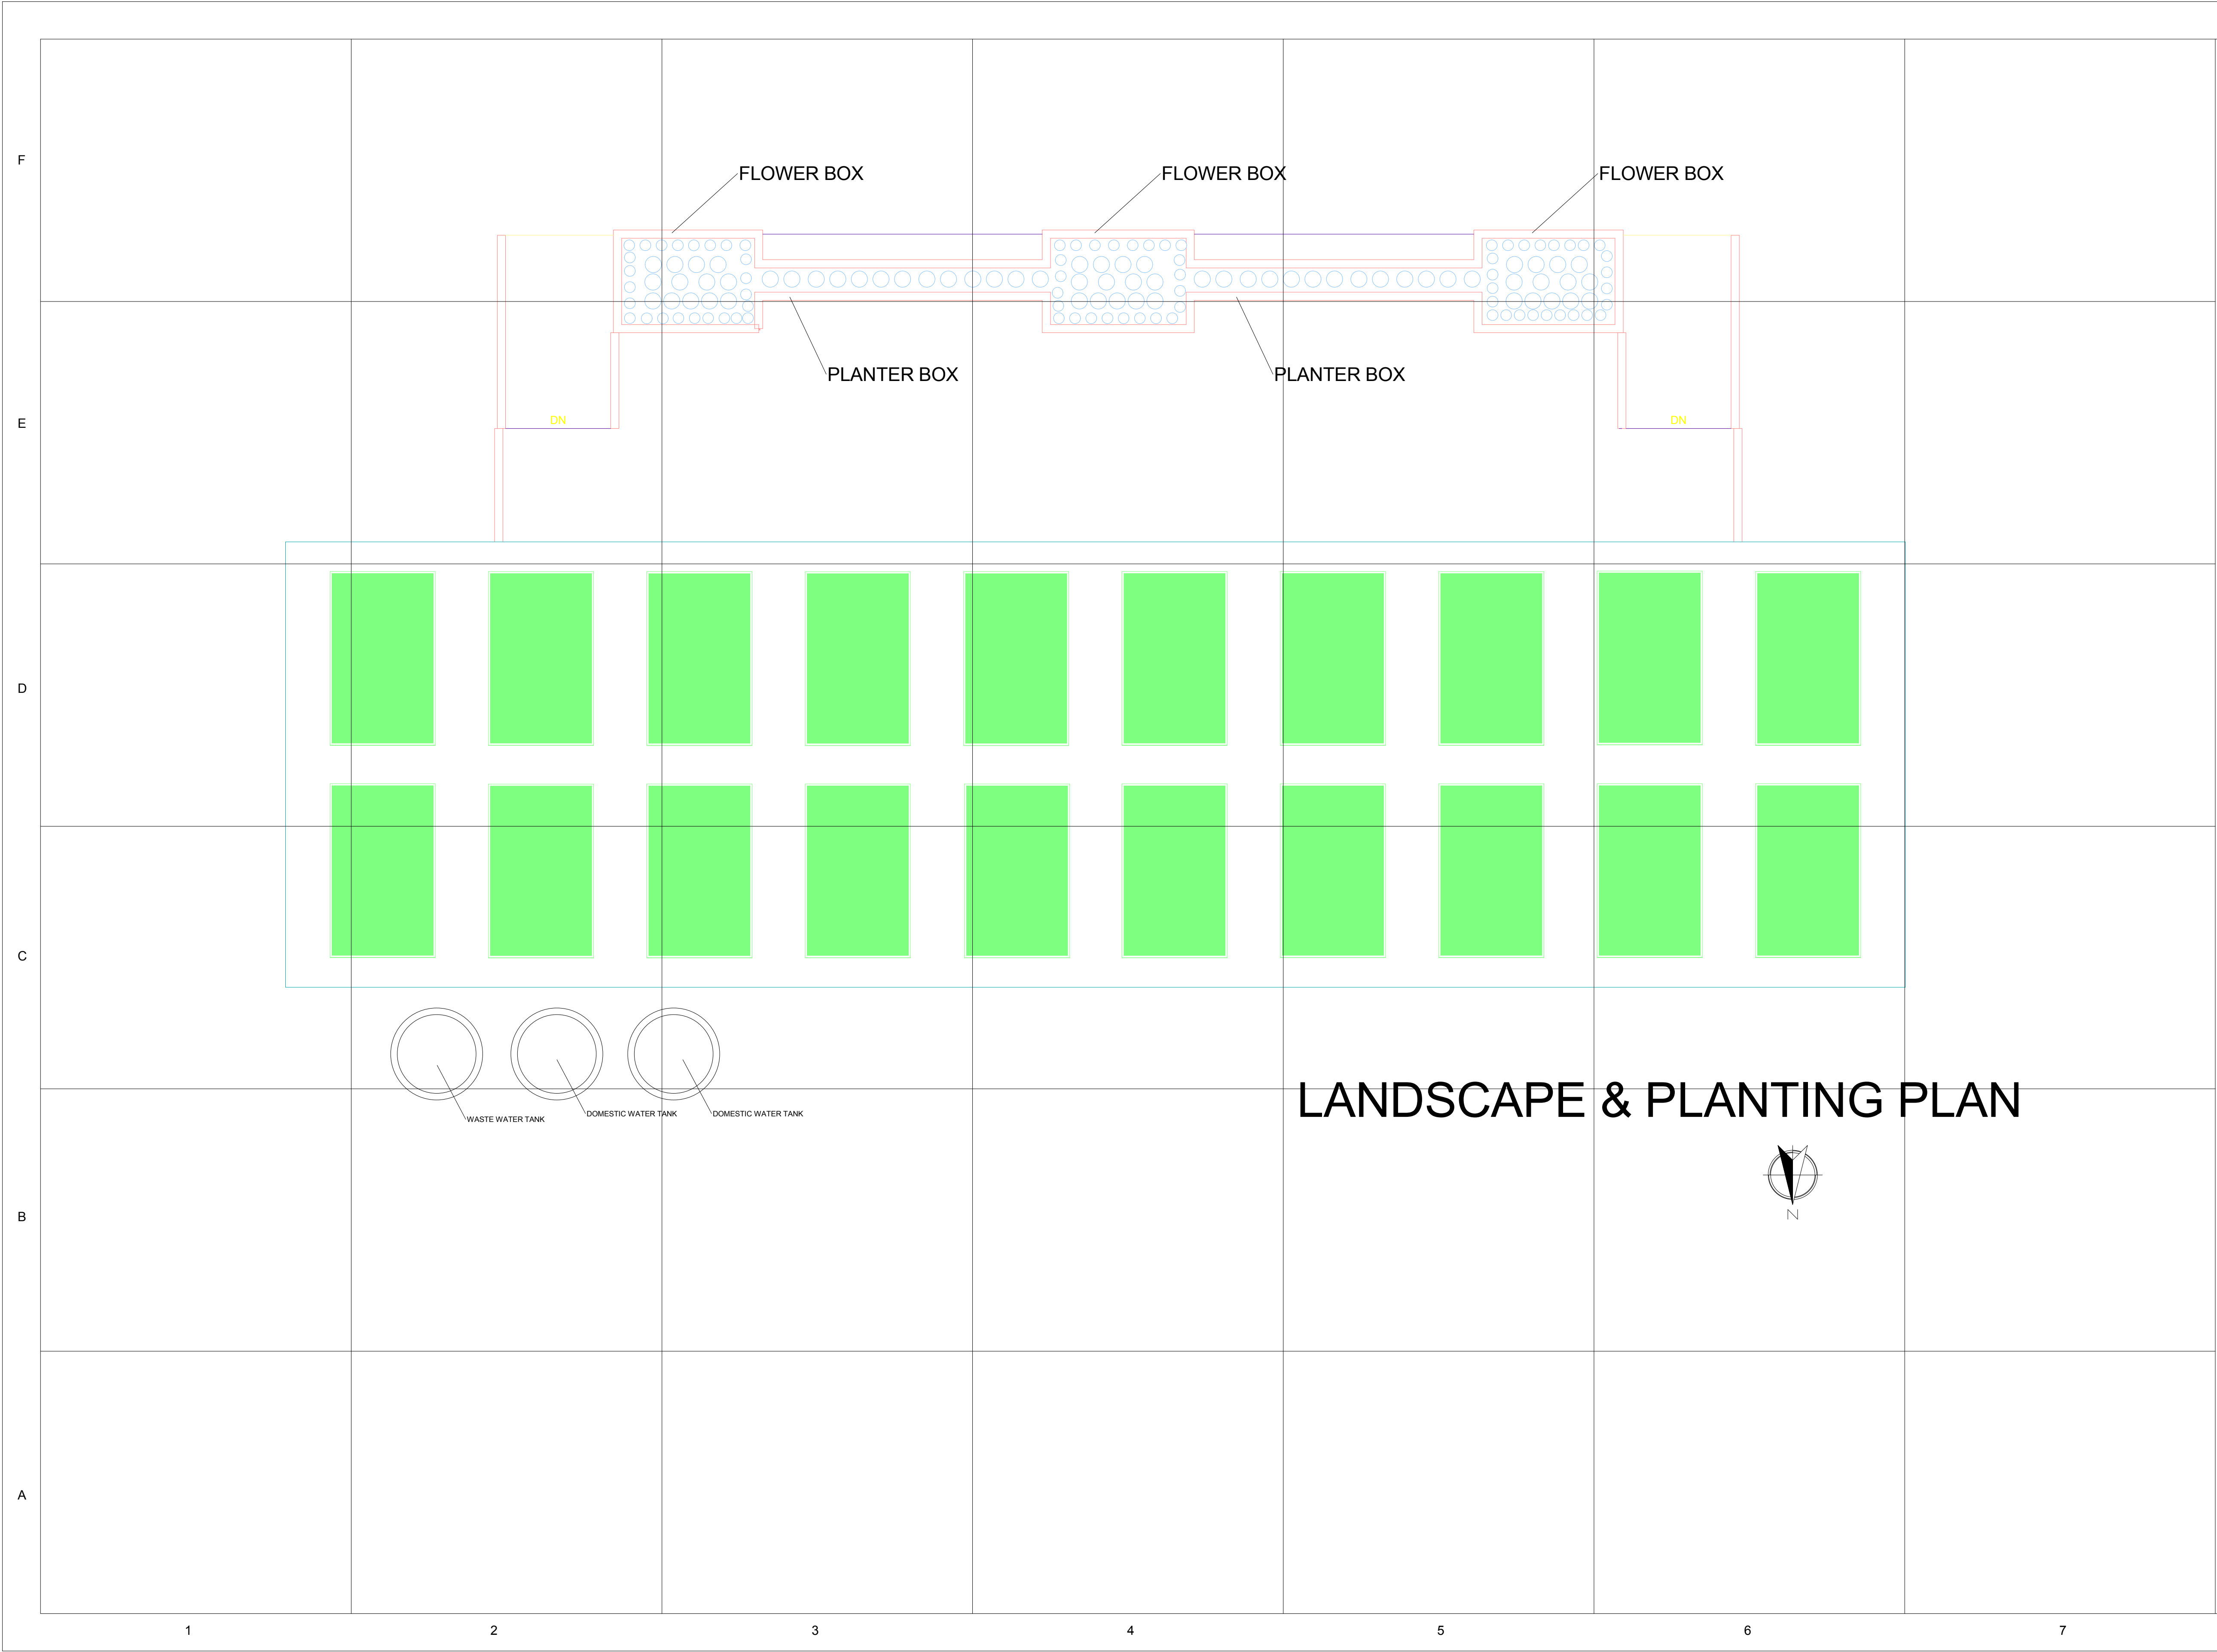 F
FLOWER BOX
FLOWER BOX
FLOWER BOX
PLANTER BOX
PLANTER BOX
E
DN
DN
D
C
WASTE WATER TANK
DOMESTIC WATER TANK
DOMESTIC WATER TANK
LANDSCAPE & PLANTING PLAN
N
B
A
1
2
3
4
5
6
7